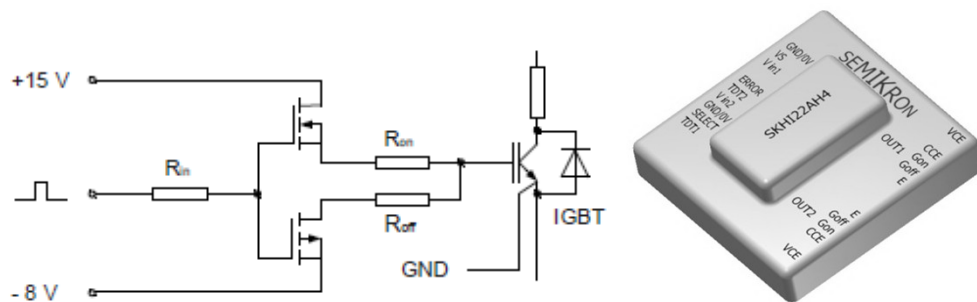 +15 V
Rin
- 8 V
Ron
Roff
GND
IGBT
SEMIKRON
SKHI22AH4
GND/0V
VS
V in1
ERROR
TDT2
V in2
GND/0V
SELECT
TDT1
VCE
CCE
Gon
OUT1
Goff
E
E
Goff
OUT2
Gon
CCE
VCE